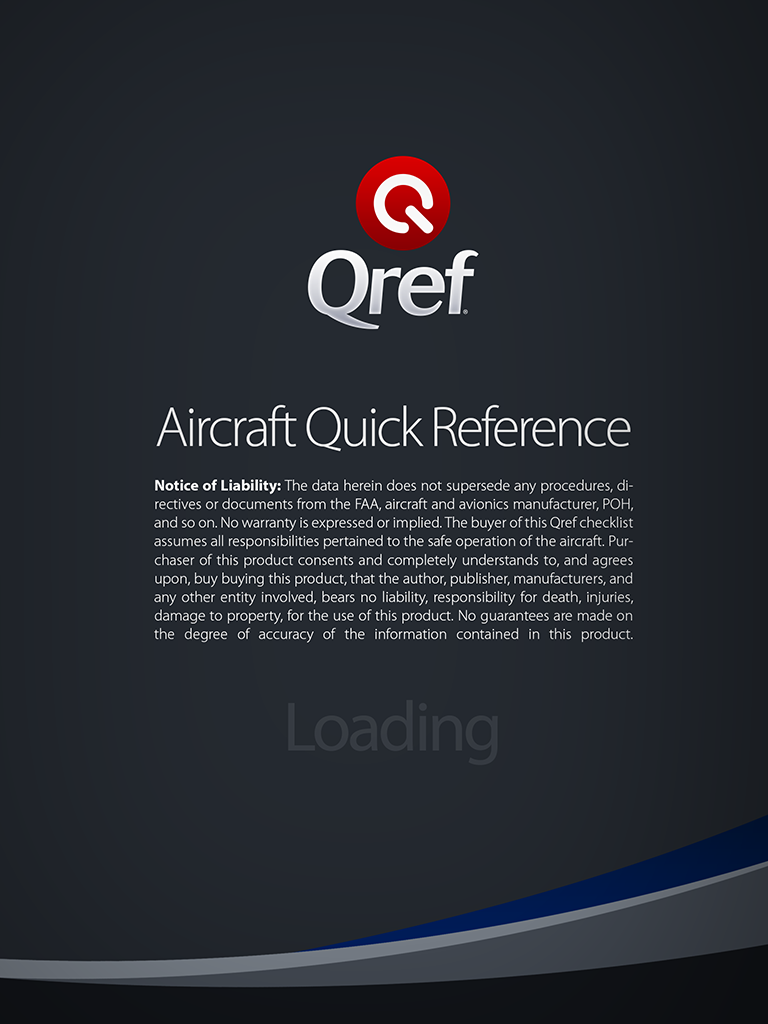 Qref®
Aircraft Quick Reference
Notice of Liability: The data herein does not supersede any procedures, di-
rectives or documents from the FAA, aircraft and avionics manufacturer, POH,
and so on. No warranty is expressed or implied. The buyer of this Qref checklist
assumes all responsibilities pertained to the safe operation of the aircraft. Pur-
chaser of this product consents and completely understands to, and agrees
upon, buy buying this product, that the author, publisher, manufacturers, and
any other entity involved, bears no liability, responsibility for death, injuries,
damage to property, for the use of this product. No guarantees are made on
the degree of accuracy of the information contained in this product.
Loading